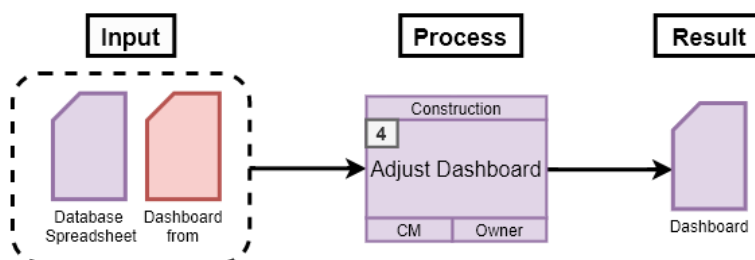 Input
Process
Result
Construction
4
Adjust Dashboard
CM
Owner
Database
Spreadsheet
Dashboard
from
Dashboard